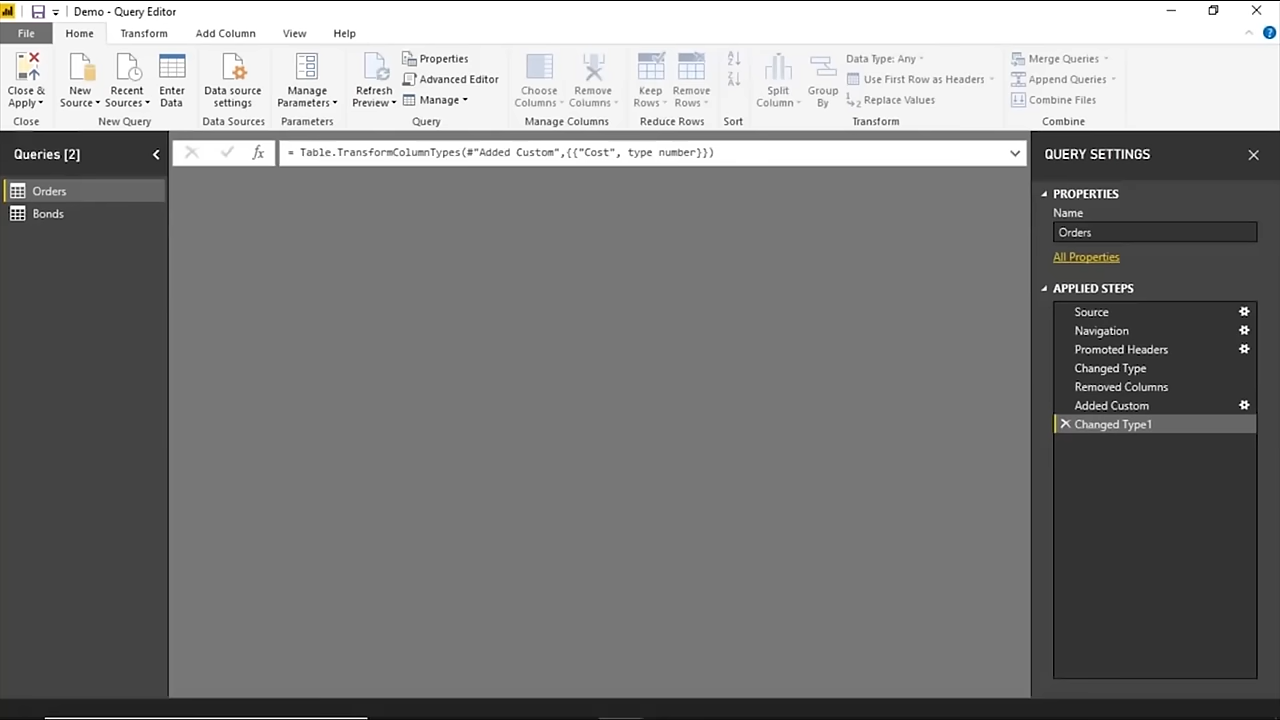 Demo - Query Editor
File Home Transform Add Column View Help
Close & Apply
New Source
Recent Sources
Enter Data
Data source settings
Manage Parameters
Refresh Preview
Properties
Advanced Editor
Manage
Choose Columns
Remove Columns
Keep Rows
Remove Rows
Split Column
Group By
Data Type: Any
Use First Row as Headers
Replace Values
Merge Queries
Append Queries
Combine Files
Close New Query Data Sources Parameters Query Manage Columns Reduce Rows Sort Transform Combine
Queries [2]
Orders
Bonds
= Table.TransformColumnTypes(#"Added Custom",{{"Cost", type number}})
QUERY SETTINGS
PROPERTIES
Name
Orders
All Properties
APPLIED STEPS
Source
Navigation
Promoted Headers
Changed Type
Removed Columns
Added Custom
Changed Type1